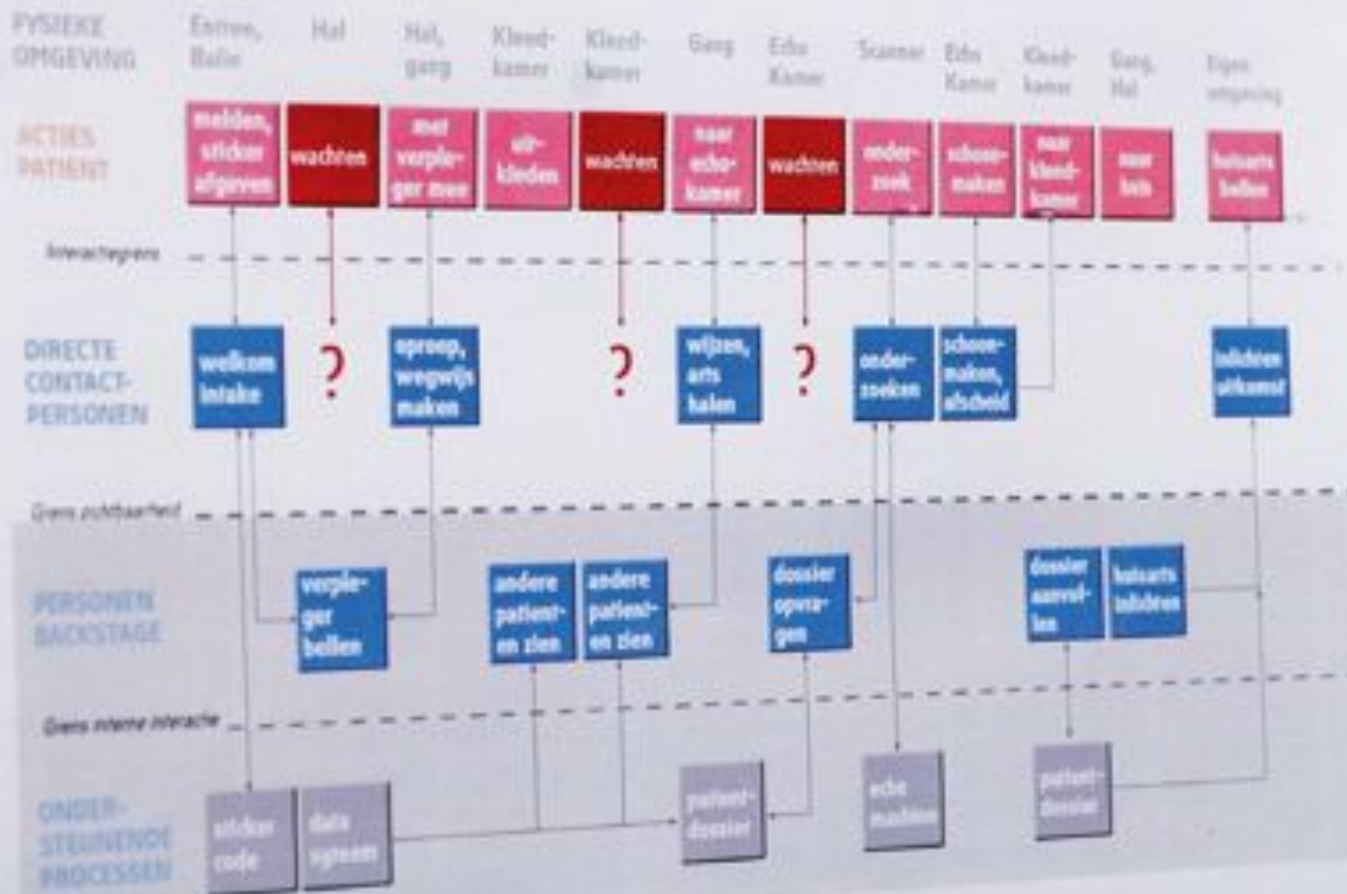 FYSIEKE
OMGEVING
Entree,
Balie
Hal
Hal,
gang
Kleed-
kamer
Kleed-
kamer
Gang
Echo
Kamer
Scanner
Echo
Kamer
Kleed-
kamer
Gang,
Hal
Eigen
omgeving
ACTIES
PATIENT
melden,
sticker
afgeven
wachten
met
verple-
ger mee
uit-
kleden
wachten
naar
echo-
kamer
wachten
onder-
zoek
schoon-
maken
naar
kleed-
kamer
naar
huis
huisarts
bellen
Interactiegrens
DIRECTE
CONTACT-
PERSONEN
welkom
intake
?
oproep,
wegwijs
maken
?
wijzen,
arts
halen
?
onder-
zoeken
schoon-
maken,
afscheid
inlichten
uitkomst
Grens zichtbaarheid
PERSONEN
BACKSTAGE
verple-
ger
bellen
andere
patient-
en zien
andere
patient-
en zien
dossier
opvra-
gen
dossier
aanvul-
len
huisarts
inlichten
Grens interne interactie
ONDER-
STEUNENDE
PROCESSEN
sticker
code
data
sgteem
patient-
dossier
echo
machine
patient-
dossier